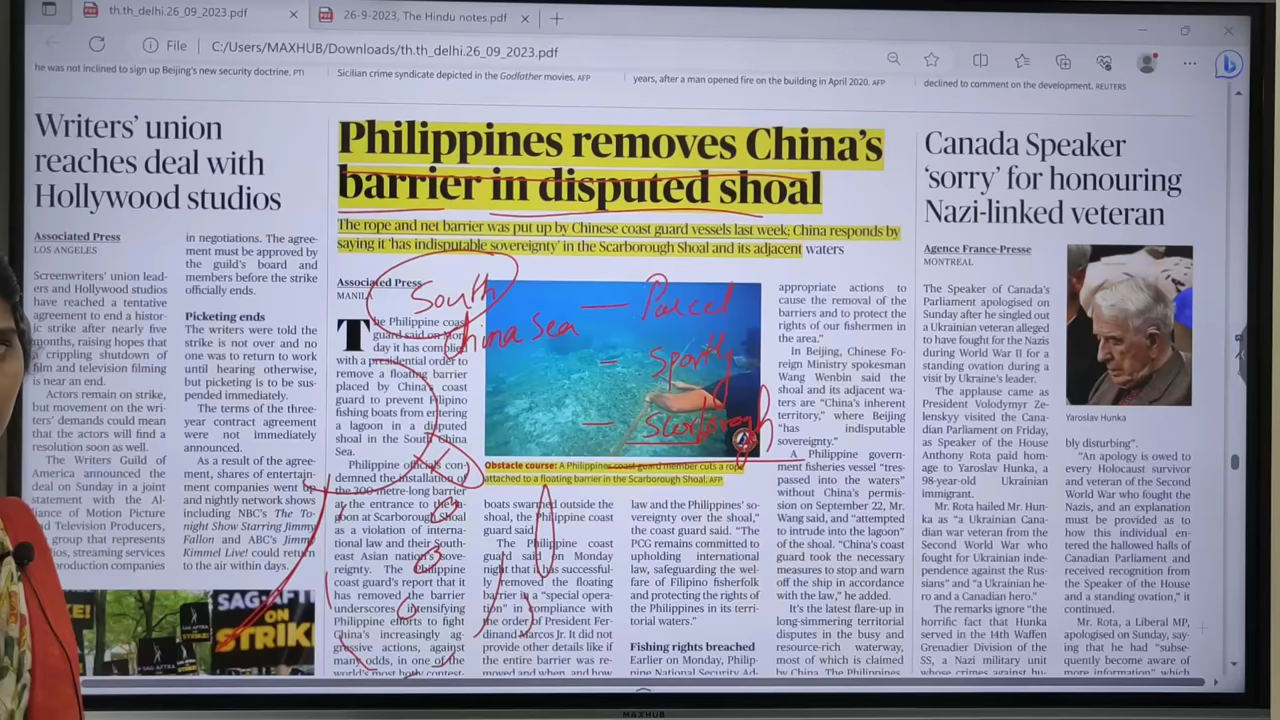 th.th_delhi.26_09_2023.pdf
26-9-2023, The Hindu notes.pdf
File
C:/Users/MAXHUB/Downloads/th.th_delhi.26_09_2023.pdf
he was not inclined to sign up Beijing's new security doctrine. PTI
Sicilian crime syndicate depicted in the Godfather movies. AFP
years, after a man opened fire on the building in April 2020. AFP
declined to comment on the development. REUTERS
Writers' union
reaches deal with
Hollywood studios
Associated Press
LOS ANGELES
Screenwriters' union lead-
ers and Hollywood studios
have reached a tentative
agreement to end a histor-
ic strike after nearly five
months, raising hopes that
a crippling shutdown of
film and television filming
is near an end.
Actors remain on strike,
but movement on the wri-
ters' demands could mean
that the actors will find a
resolution soon as well.
The Writers Guild of
America announced the
deal on Sunday in a joint
statement with the Al-
liance of Motion Picture
Television Producers,
group that represents
production companies
in negotiations. The agree-
ment must be approved by
the guild's board and
members before the strike
officially ends.
Picketing ends
The writers were told the
strike is not over and no
one was to return to work
until hearing otherwise,
but picketing is to be sus-
pended immediately.
The terms of the three-
year contract agreement
were not immediately
announced.
As a result of the agree-
ment, shares of entertain-
ment companies went up
and nightly network shows
including NBC's The To-
night Show Starring Jimmy
Fallon and ABC's Jimmy
Kimmel Live! could return
to the air within days.
SAG-AFTRA
ON
STRIKE!
Philippines removes China's
barrier in disputed shoal
The rope and net barrier was put up by Chinese coast guard vessels last week; China responds by
saying it 'has indisputable sovereignty' in the Scarborough Shoal and its adjacent waters
Associated Press
MANILA
The Philippine coast
guard said on Mon-
day it has complied
with a presidential order to
remove a floating barrier
placed by China's coast
guard to prevent Filipino
fishing boats from entering
a lagoon in a disputed
shoal in the South China
Sea.
Philippine officials con-
demned the installation of
the 300-metre-long barrier
at the entrance to the la-
goon at Scarborough Shoal
as a violation of interna-
tional law and their South-
east Asian nation's sove-
reignty. The Philippine
coast guard's report that it
has removed the barrier
underscores intensifying
Philippine efforts to fight
China's increasingly ag-
gressive actions, against
many odds, in one of the
world's most hotly contest-
South
China Sea
Parcel
Spartly
Scarborogh
Obstacle course: A Philippine coast guard member cuts a rope
attached to a floating barrier in the Scarborough Shoal. AFP
boats swarmed outside the
shoal, the Philippine coast
guard said.
The Philippine coast
guard said on Monday
night that it has successful-
ly removed the floating
barrier in a "special opera-
tion" in compliance with
the order of President Fer-
dinand Marcos Jr. It did not
provide other details like if
the entire barrier was re-
moved and when, and how
law and the Philippines' so-
vereignty over the shoal,"
the coast guard said. "The
PCG remains committed to
upholding international
law, safeguarding the wel-
fare of Filipino fisherfolk
and protecting the rights of
the Philippines in its terri-
torial waters."
Fishing rights breached
Earlier on Monday, Philip-
pine National Security Ad-
appropriate actions to
cause the removal of the
barriers and to protect the
rights of our fishermen in
the area."
In Beijing, Chinese Fo-
reign Ministry spokesman
Wang Wenbin said the
shoal and its adjacent wa-
ters are "China's inherent
territory," where Beijing
"has indisputable
sovereignty."
A Philippine govern-
ment fisheries vessel "tres-
passed into the waters"
without China's permis-
sion on September 22, Mr.
Wang said, and "attempted
to intrude into the lagoon"
of the shoal. "China's coast
guard took the necessary
measures to stop and warn
off the ship in accordance
with the law," he added.
It's the latest flare-up in
long-simmering territorial
disputes in the busy and
resource-rich waterway,
most of which is claimed
by China. The Philippines,
Canada Speaker
'sorry' for honouring
Nazi-linked veteran
Agence France-Presse
MONTREAL
The Speaker of Canada's
Parliament apologised on
Sunday after he singled out
a Ukrainian veteran alleged
to have fought for the Nazis
during World War II for a
standing ovation during a
visit by Ukraine's leader.
The applause came as
President Volodymyr Ze-
lenskyy visited the Cana-
dian Parliament on Friday,
as Speaker of the House
Anthony Rota paid hom-
age to Yaroslav Hunka, a
98-year-old Ukrainian
immigrant.
Mr. Rota hailed Mr. Hun-
ka as "a Ukrainian Cana-
dian war veteran from the
Second World War who
fought for Ukrainian inde-
pendence against the Rus-
sians" and "a Ukrainian he-
ro and a Canadian hero."
The remarks ignore "the
horrific fact that Hunka
served in the 14th Waffen
Grenadier Division of the
SS, a Nazi military unit
whose crimes against hu-
Yaroslav Hunka
bly disturbing".
"An apology is owed to
every Holocaust survivor
and veteran of the Second
World War who fought the
Nazis, and an explanation
must be provided as to
how this individual en-
tered the hallowed halls of
Canadian Parliament and
received recognition from
the Speaker of the House
and a standing ovation", it
continued.
Mr. Rota, a Liberal MP,
apologised on Sunday, say-
ing that he had "subse-
quently become aware of
more information" which
MAXHUB